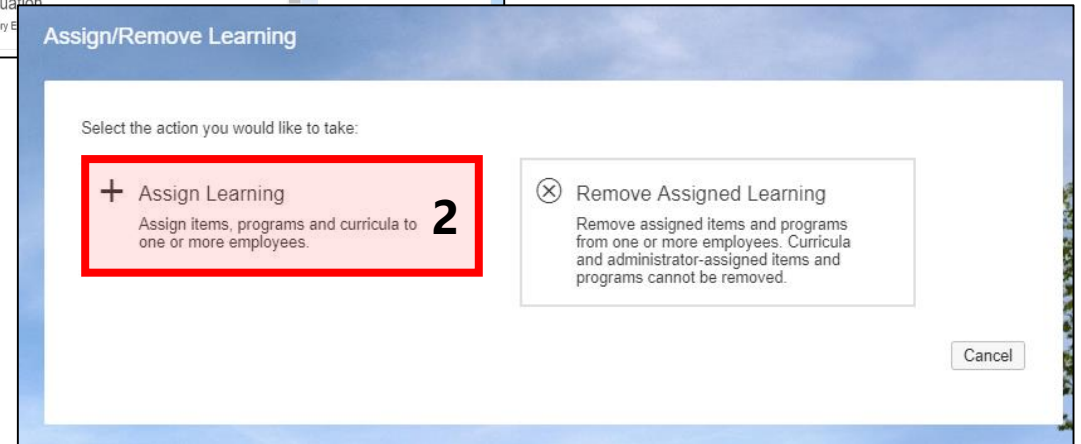 Assign/Remove Learning
Select the action you would like to take:
+ Assign Learning
Assign items, programs and curricula to
one or more employees.
2
Remove Assigned Learning
Remove assigned items and programs
from one or more employees. Curricula
and administrator-assigned items and
programs cannot be removed.
Cancel